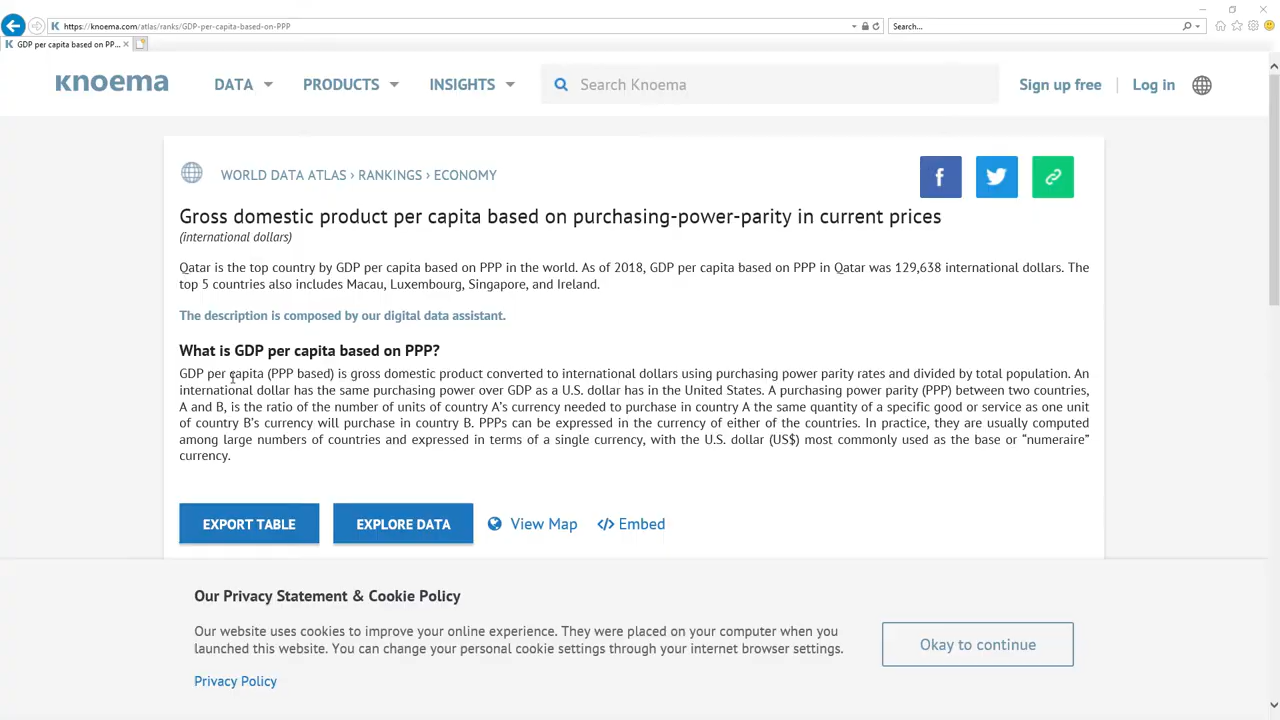 https://knoema.com/atlas/ranks/GDP-per-capita-based-on-PPP
Search...
GDP per capita based on PP...
knoema
DATA
PRODUCTS
INSIGHTS
Search Knoema
Sign up free
Log in
WORLD DATA ATLAS › RANKINGS › ECONOMY
Gross domestic product per capita based on purchasing-power-parity in current prices
(international dollars)
Qatar is the top country by GDP per capita based on PPP in the world. As of 2018, GDP per capita based on PPP in Qatar was 129,638 international dollars. The
top 5 countries also includes Macau, Luxembourg, Singapore, and Ireland.
The description is composed by our digital data assistant.
What is GDP per capita based on PPP?
GDP per capita (PPP based) is gross domestic product converted to international dollars using purchasing power parity rates and divided by total population. An
international dollar has the same purchasing power over GDP as a U.S. dollar has in the United States. A purchasing power parity (PPP) between two countries,
A and B, is the ratio of the number of units of country A’s currency needed to purchase in country A the same quantity of a specific good or service as one unit
of country B’s currency will purchase in country B. PPPs can be expressed in the currency of either of the countries. In practice, they are usually computed
among large numbers of countries and expressed in terms of a single currency, with the U.S. dollar (US$) most commonly used as the base or “numeraire”
currency.
EXPORT TABLE
EXPLORE DATA
View Map
</> Embed
Our Privacy Statement & Cookie Policy
Our website uses cookies to improve your online experience. They were placed on your computer when you
launched this website. You can change your personal cookie settings through your internet browser settings.
Okay to continue
Privacy Policy